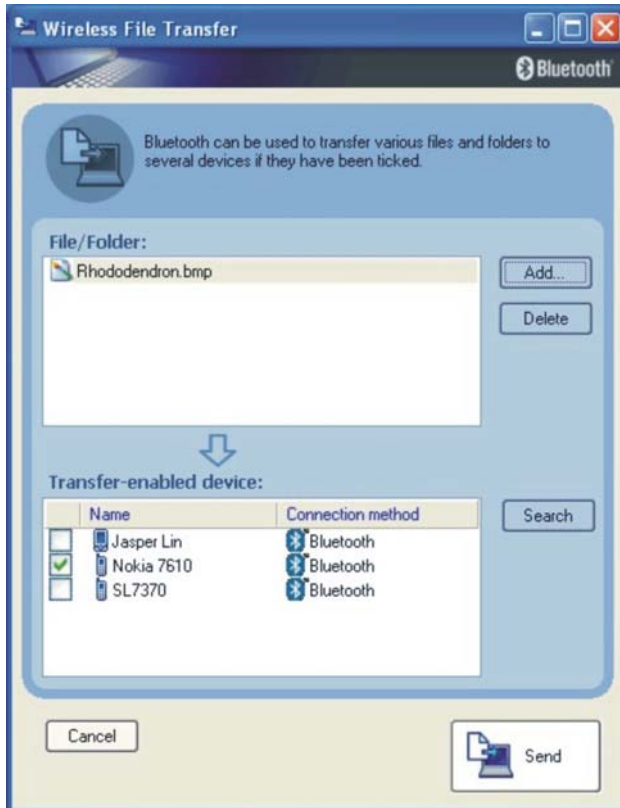 Wireless File Transfer
Bluetooth
Bluetooth can be used to transfer various files and folders to
several devices if they have been ticked.
File/Folder:
Rhododendron.bmp
Add...
Delete
Transfer-enabled device:
Name Connection method
Search
Jasper Lin Bluetooth
Nokia 7610 Bluetooth
SL7370 Bluetooth
Cancel
Send